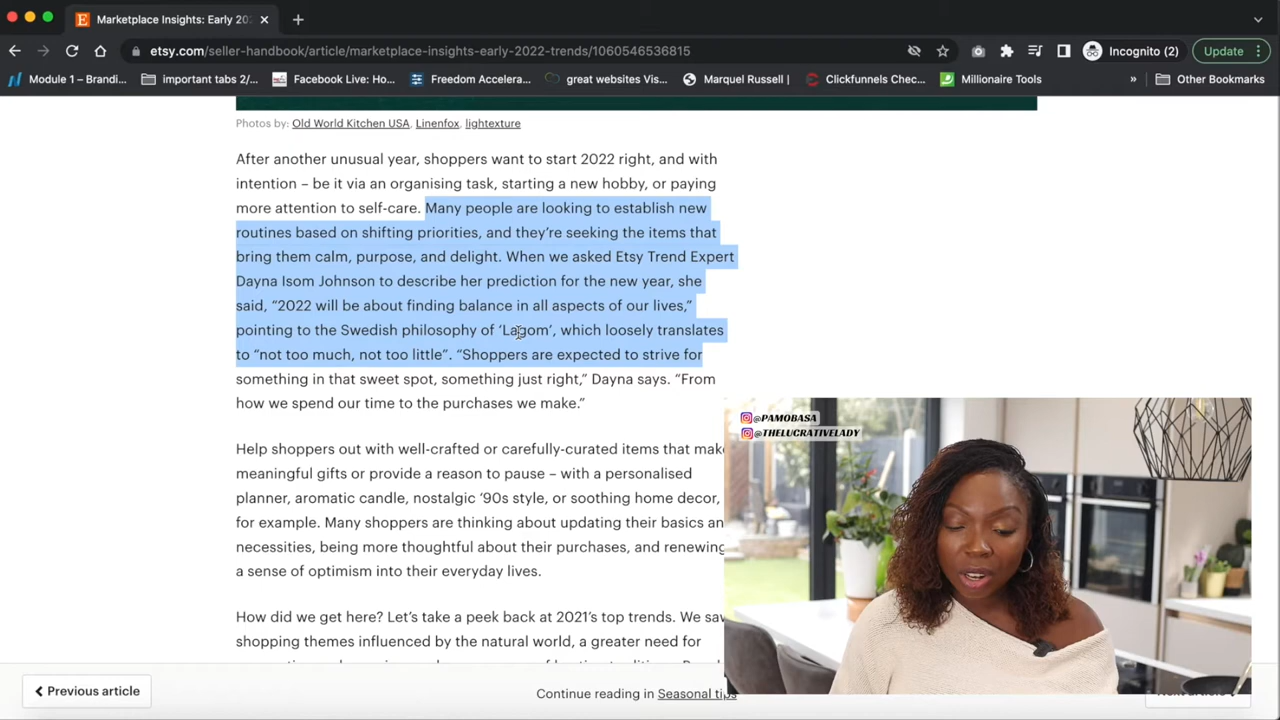 Marketplace Insights: Early 202
etsy.com/seller-handbook/article/marketplace-insights-early-2022-trends/1060546536815
Incognito (2)
Update
Module 1 – Brandi...
important tabs 2/...
Facebook Live: Ho...
Freedom Accelera...
great websites Vis...
Marquel Russell |
Clickfunnels Chec...
Millionaire Tools
»
Other Bookmarks
Photos by: Old World Kitchen USA, Linenfox, lightexture
After another unusual year, shoppers want to start 2022 right, and with
intention – be it via an organising task, starting a new hobby, or paying
more attention to self-care. Many people are looking to establish new
routines based on shifting priorities, and they’re seeking the items that
bring them calm, purpose, and delight. When we asked Etsy Trend Expert
Dayna Isom Johnson to describe her prediction for the new year, she
said, “2022 will be about finding balance in all aspects of our lives,”
pointing to the Swedish philosophy of ‘Lagom’, which loosely translates
to “not too much, not too little”. “Shoppers are expected to strive for
something in that sweet spot, something just right,” Dayna says. “From
how we spend our time to the purchases we make.”
@PAMOBASA
@THELUCRATIVELADY
Help shoppers out with well-crafted or carefully-curated items that make
meaningful gifts or provide a reason to pause – with a personalised
planner, aromatic candle, nostalgic ‘90s style, or soothing home decor,
for example. Many shoppers are thinking about updating their basics an
necessities, being more thoughtful about their purchases, and renewing
a sense of optimism into their everyday lives.
How did we get here? Let’s take a peek back at 2021’s top trends. We saw
shopping themes influenced by the natural world, a greater need for
Previous article
Continue reading in Seasonal tips